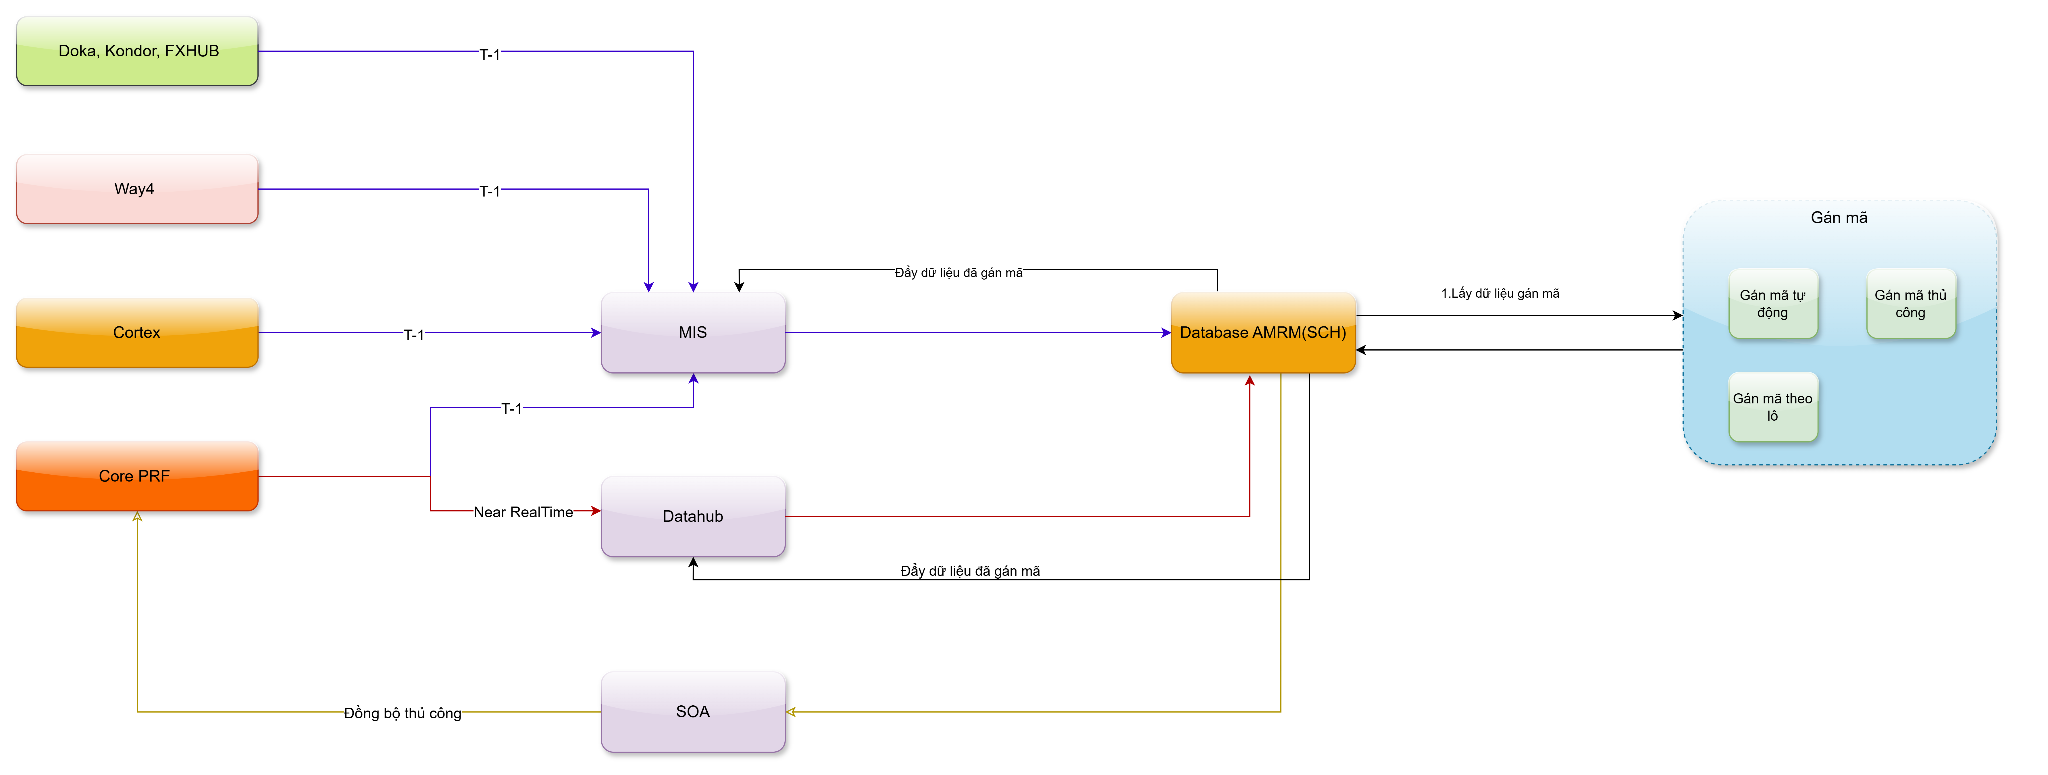 Doka, Kondor, FXHUB
T-1
Way4
T-1
Gán mã
Đẩy dữ liệu đã gán mã
1.Lấy dữ liệu gán mã
Gán mã tự
động
Gán mã thủ
công
Cortex
T-1
MIS
Database AMRM(SCH)
Gán mã theo
lô
T-1
Core PRF
Near RealTime
Datahub
Đẩy dữ liệu đã gán mã
Đồng bộ thủ công
SOA